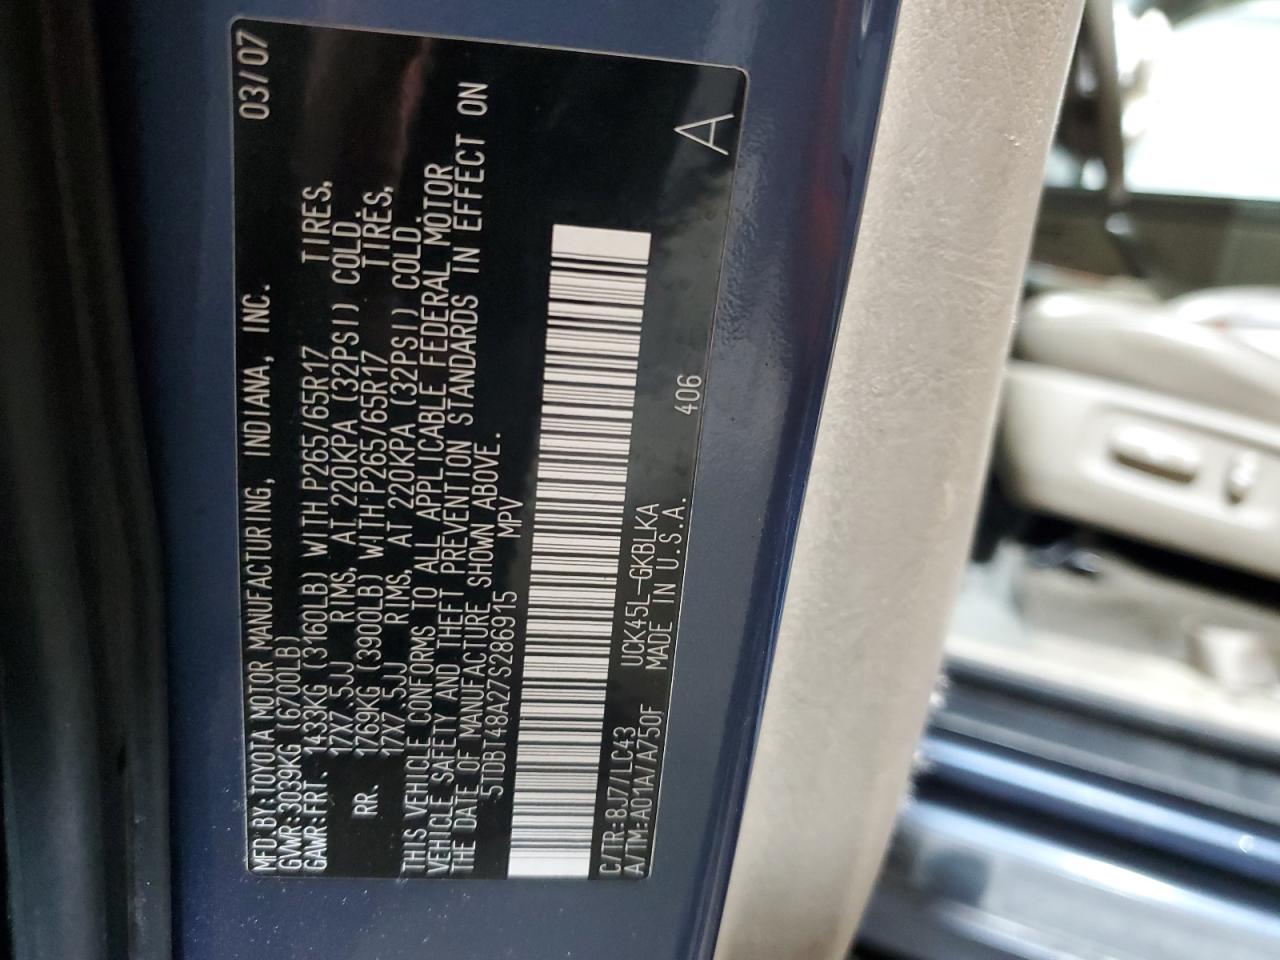 MFD BY:TOYOTA MOTOR MANUFACTURING, INDIANA, INC. 03/07
GVWR:3039KG (6700LB)
GAWR:FRT. 1433KG (3160LB) WITH P265/65R17 TIRES,
17X7.5JJ RIMS, AT 220KPA (32PSI) COLD.
RR. 1769KG (3900LB) WITH P265/65R17 TIRES,
17X7.5JJ RIMS, AT 220KPA (32PSI) COLD.
THIS VEHICLE CONFORMS TO ALL APPLICABLE FEDERAL MOTOR
VEHICLE SAFETY AND THEFT PREVENTION STANDARDS IN EFFECT ON
THE DATE OF MANUFACTURE SHOWN ABOVE.
5TDBT48A27S286915 MPV
C/TR:8J7/LC43 UCK45L-GKBLKA
A/TM:A01A/A750F MADE IN U.S.A. 406
A